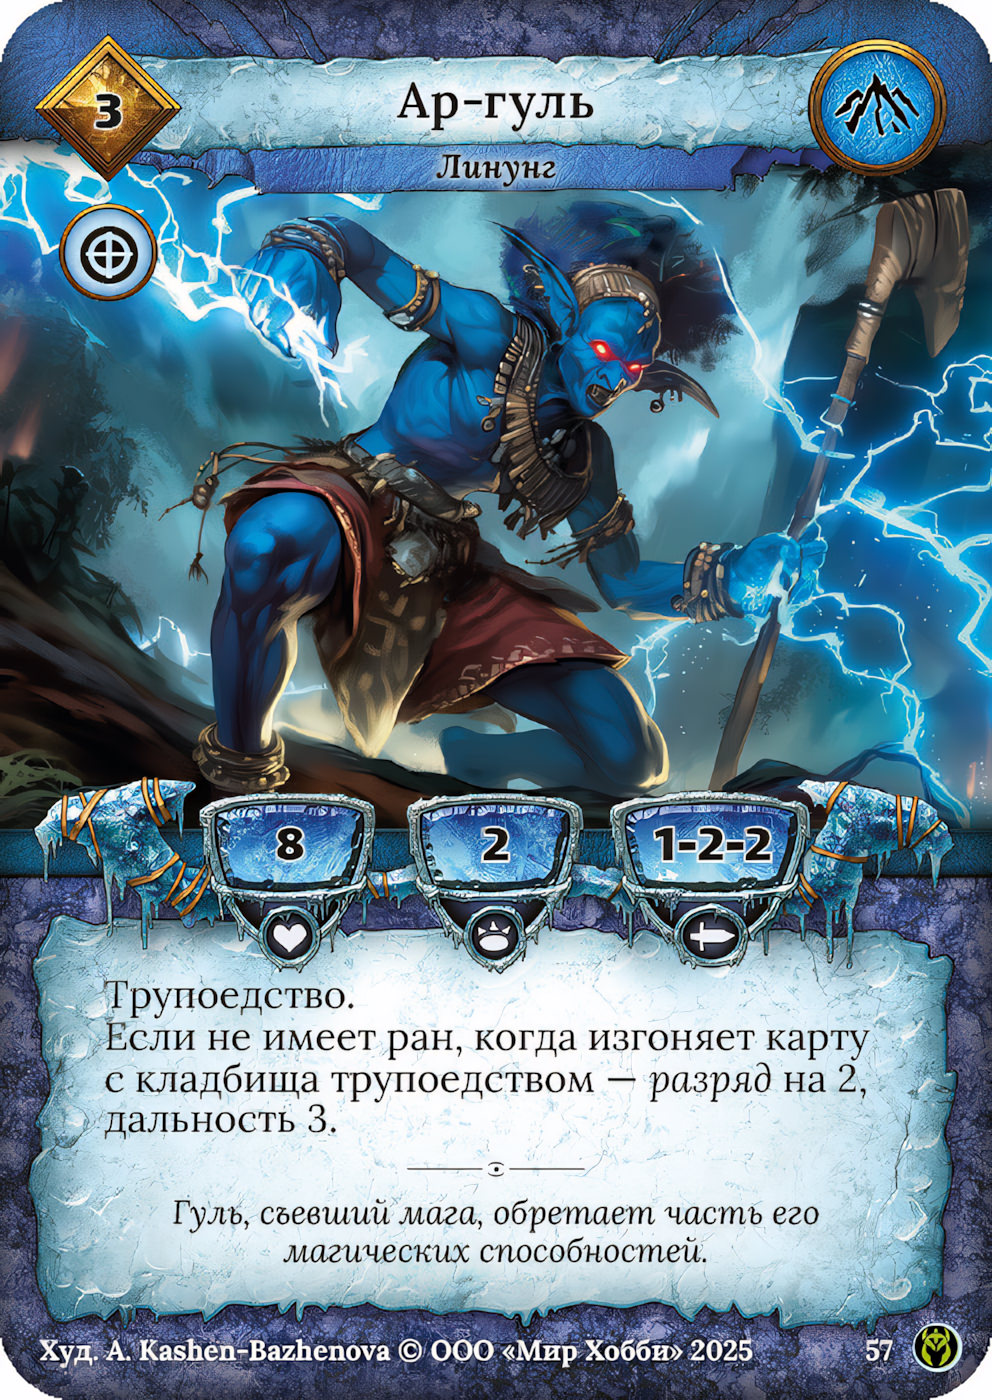 3
Ар-гуль
Линунг
8
2
1-2-2
Трупоедство.
Если не имеет ран, когда изгоняет карту
с кладбища трупоедством — разряд на 2,
дальность 3.
Гуль, съевший мага, обретает часть его
магических способностей.
Худ. А. Kashen-Bazhenova © ООО «Мир Хобби» 2025
57